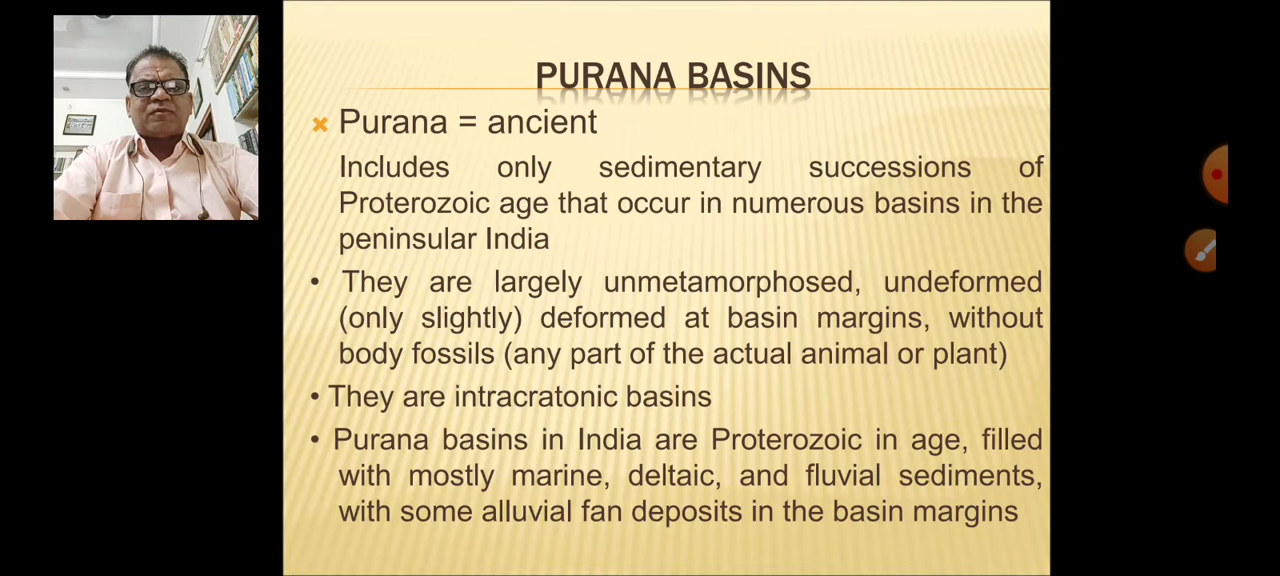 PURANA BASINS
Purana = ancient
Includes only sedimentary successions of
Proterozoic age that occur in numerous basins in the
peninsular India
• They are largely unmetamorphosed, undeformed
(only slightly) deformed at basin margins, without
body fossils (any part of the actual animal or plant)
• They are intracratonic basins
• Purana basins in India are Proterozoic in age, filled
with mostly marine, deltaic, and fluvial sediments,
with some alluvial fan deposits in the basin margins